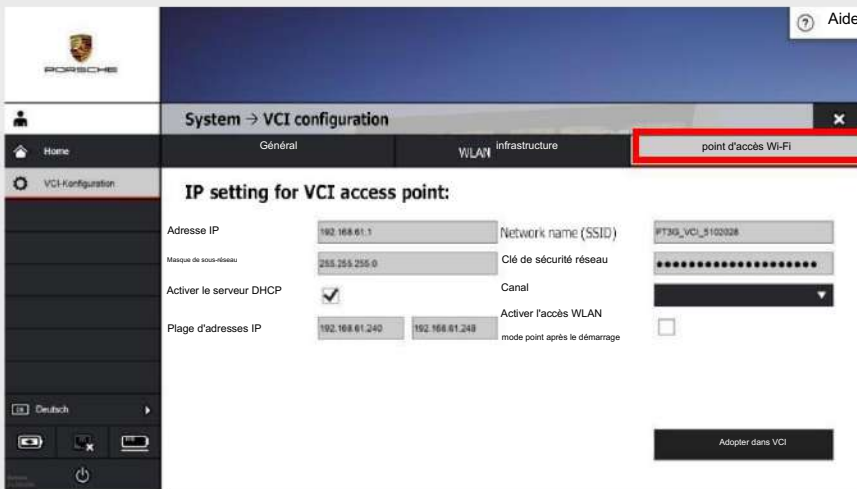 Aide
PORSCHE
System → VCI configuration
Home
Général
WLAN infrastructure
point d'accès Wi-Fi
VCI-Konfiguration
IP setting for VCI access point:
Adresse IP
192.168.61.1
Network name (SSID)
PT3G_VCI_5102028
Masque de sous-réseau
255.255.255.0
Clé de sécurité réseau
Activer le serveur DHCP
Canal
Plage d'adresses IP
192.168.61.240
192.168.61.248
Activer l'accès WLAN
mode point après le démarrage
Deutsch
Adopter dans VCI